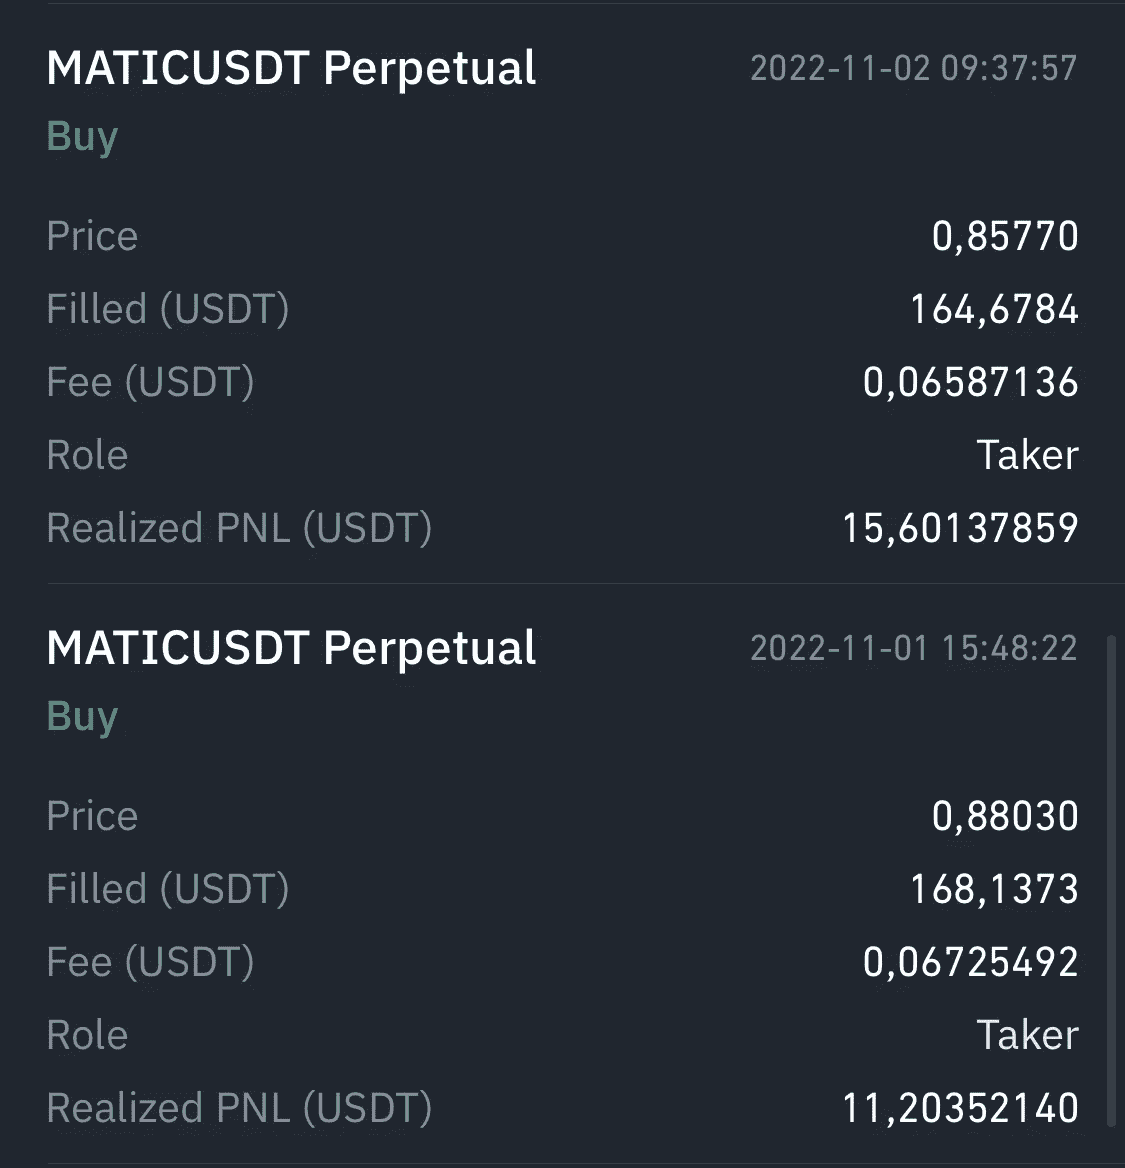 MATICUSDT Perpetual 2022-11-02 09:37:57
Buy
Price 0,85770
Filled (USDT) 164,6784
Fee (USDT) 0,06587136
Role Taker
Realized PNL (USDT) 15,60137859
MATICUSDT Perpetual 2022-11-01 15:48:22
Buy
Price 0,88030
Filled (USDT) 168,1373
Fee (USDT) 0,06725492
Role Taker
Realized PNL (USDT) 11,20352140